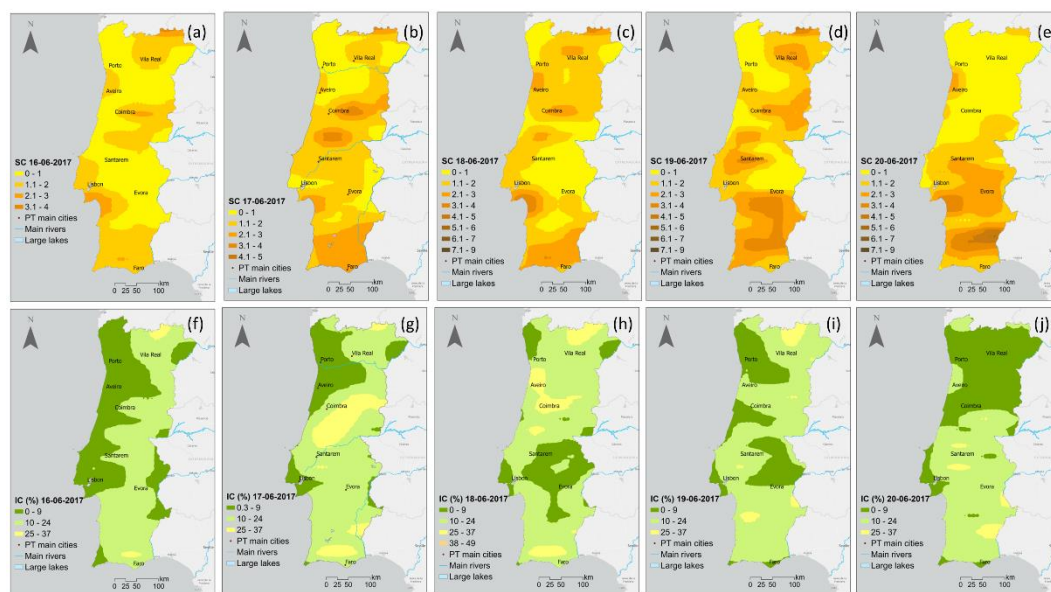 (a)
N
Porto
Vila Real
Aveiro
Coimbra
Santarem
Lisbon
Evora
Faro
SC 16-06-2017
0 - 1
1.1 - 2
2.1 - 3
3.1 - 4
PT main cities
Main rivers
Large lakes
0 25 50 100 km
(b)
N
Porto
Vila Real
Aveiro
Coimbra
Santarem
Lisbon
Evora
Faro
SC 17-06-2017
0 - 1
1.1 - 2
2.1 - 3
3.1 - 4
4.1 - 5
PT main cities
Main rivers
Large lakes
0 25 50 100 km
(c)
N
Porto
Vila Real
Aveiro
Coimbra
Santarem
Lisbon
Evora
Faro
SC 18-06-2017
0 - 1
1.1 - 2
2.1 - 3
3.1 - 4
4.1 - 5
5.1 - 6
6.1 - 7
7.1 - 9
PT main cities
Main rivers
Large lakes
0 25 50 100 km
(d)
N
Porto
Vila Real
Aveiro
Coimbra
Santarem
Lisbon
Evora
Faro
SC 19-06-2017
0 - 1
1.1 - 2
2.1 - 3
3.1 - 4
4.1 - 5
5.1 - 6
6.1 - 7
7.1 - 9
PT main cities
Main rivers
Large lakes
0 25 50 100 km
(e)
N
Porto
Vila Real
Aveiro
Coimbra
Santarem
Lisbon
Evora
Faro
SC 20-06-2017
0 - 1
1.1 - 2
2.1 - 3
3.1 - 4
4.1 - 5
5.1 - 6
6.1 - 7
7.1 - 9
PT main cities
Main rivers
Large lakes
0 25 50 100 km
(f)
N
Porto
Vila Real
Aveiro
Coimbra
Santarem
Lisbon
Evora
Faro
IC (%) 16-06-2017
0 - 9
10 - 24
25 - 37
PT main cities
Main rivers
Large lakes
0 25 50 100 km
(g)
N
Porto
Vila Real
Aveiro
Coimbra
Santarem
Lisbon
Evora
Faro
IC (%) 17-06-2017
0.3 - 9
10 - 24
25 - 37
PT main cities
Main rivers
Large lakes
0 25 50 100 km
(h)
N
Porto
Vila Real
Aveiro
Coimbra
Santarem
Lisbon
Evora
Faro
IC (%) 18-06-2017
0 - 9
10 - 24
25 - 37
38 - 49
PT main cities
Main rivers
Large lakes
0 25 50 100 km
(i)
N
Porto
Vila Real
Aveiro
Coimbra
Santarem
Lisbon
Evora
Faro
IC (%) 19-06-2017
0 - 9
10 - 24
25 - 37
PT main cities
Main rivers
Large lakes
0 25 50 100 km
(j)
N
Porto
Vila Real
Aveiro
Coimbra
Santarem
Lisbon
Evora
Faro
IC (%) 20-06-2017
0 - 9
10 - 24
25 - 37
PT main cities
Main rivers
Large lakes
0 25 50 100 km